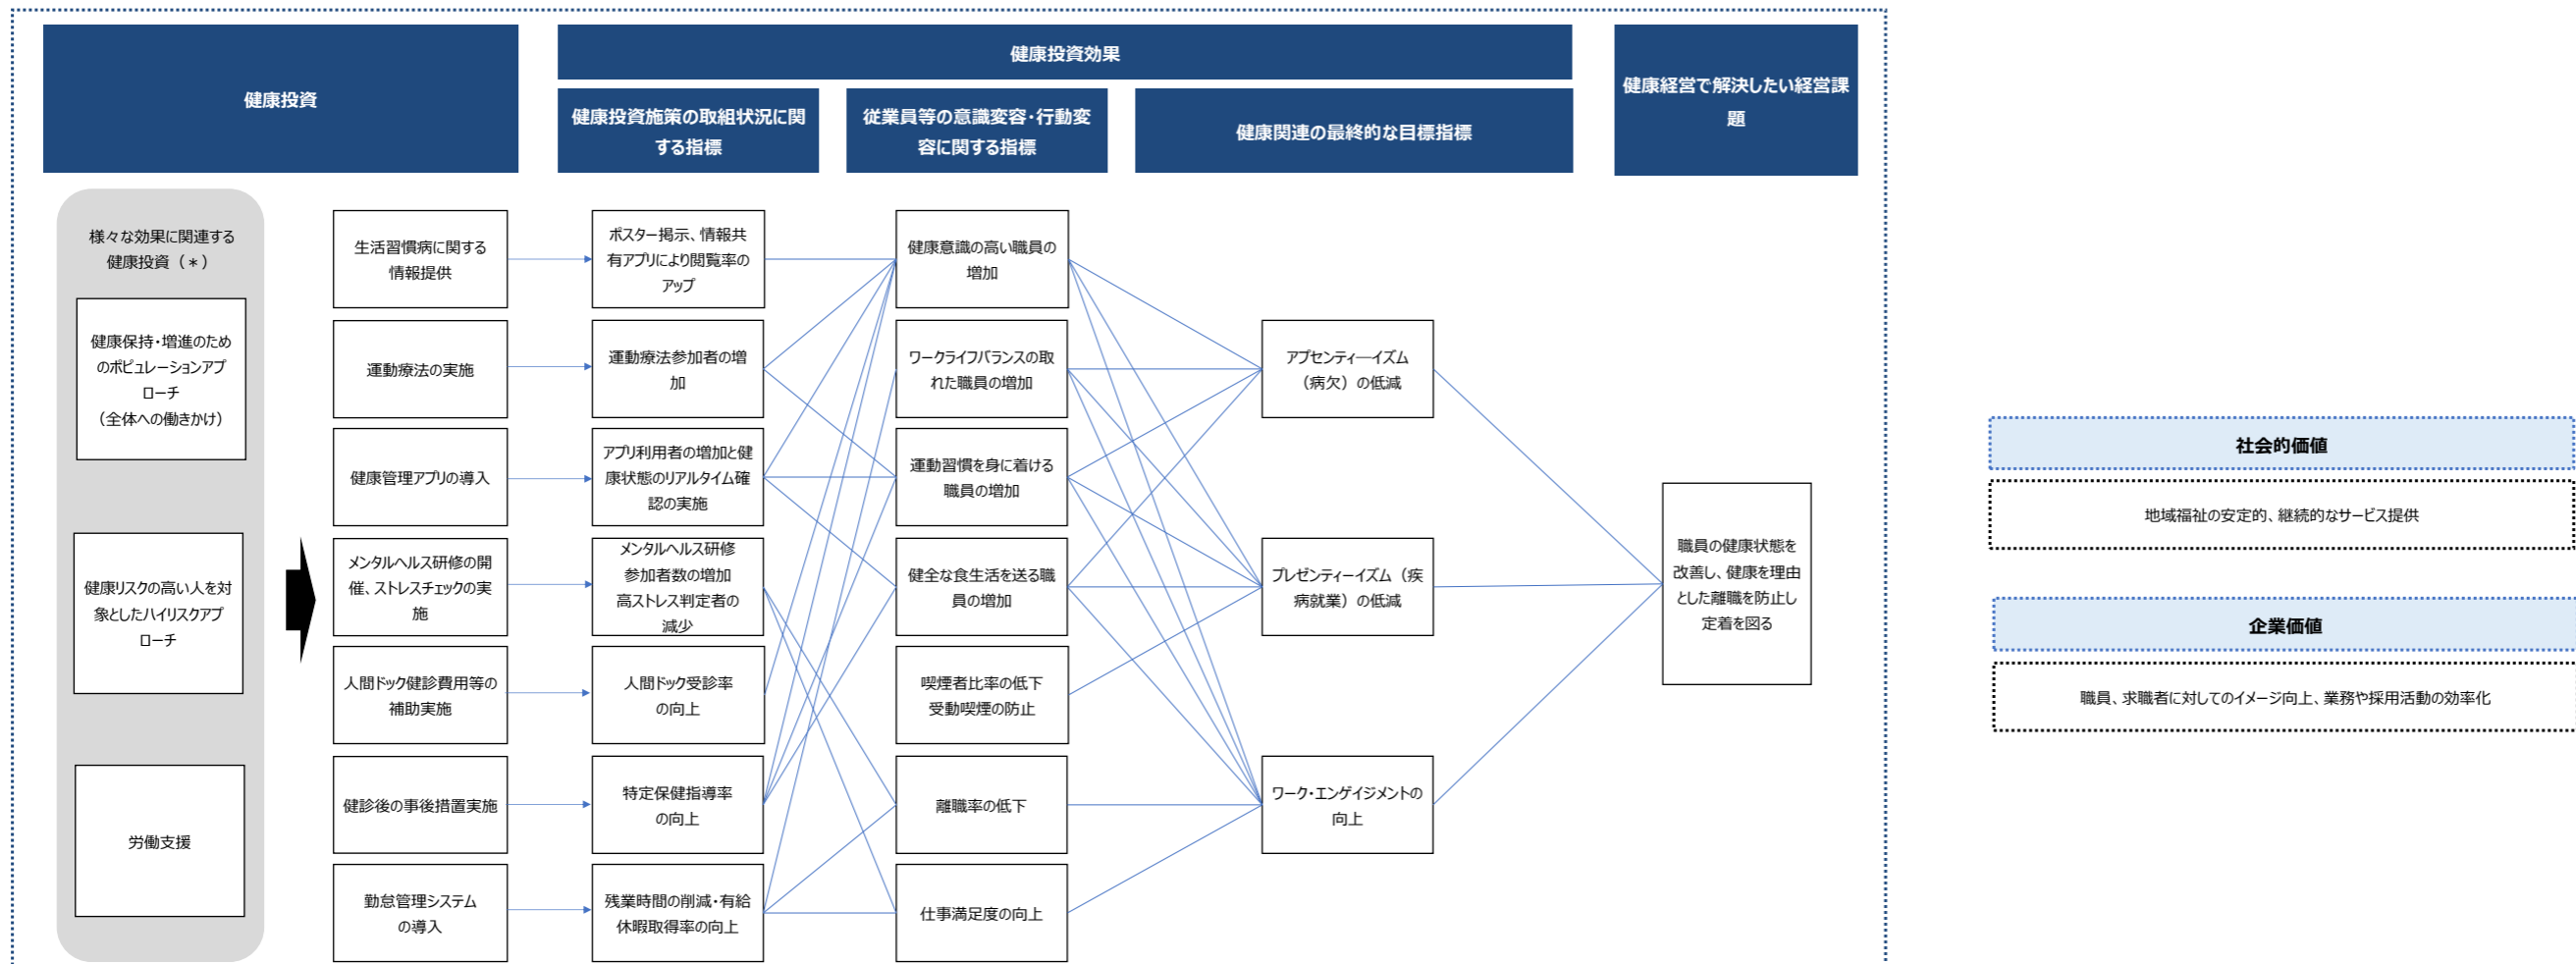 健康投資
健康投資効果
健康経営で解決したい経営課
題
健康投資施策の取組状況に関
する指標
従業員等の意識変容・行動変
容に関する指標
健康関連の最終的な目標指標
様々な効果に関連する
健康投資（＊）
健康保持・増進のため
のポピュレーションアプ
ローチ
（全体への働きかけ）
健康リスクの高い人を対
象としたハイリスクアプ
ローチ
労働支援
生活習慣病に関する
情報提供
運動療法の実施
健康管理アプリの導入
メンタルヘルス研修の開
催、ストレスチェックの実
施
人間ドック健診費用等の
補助実施
健診後の事後措置実施
勤怠管理システム
の導入
ポスター掲示、情報共
有アプリにより閲覧率の
アップ
運動療法参加者の増
加
アプリ利用者の増加と健
康状態のリアルタイム確
認の実施
メンタルヘルス研修
参加者数の増加
高ストレス判定者の
減少
人間ドック受診率
の向上
特定保健指導率
の向上
残業時間の削減・有給
休暇取得率の向上
健康意識の高い職員の
増加
ワークライフバランスの取
れた職員の増加
運動習慣を身に着ける
職員の増加
健全な食生活を送る職
員の増加
喫煙者比率の低下
受動喫煙の防止
離職率の低下
仕事満足度の向上
アブセンティ―イズム
（病欠）の低減
プレゼンティーイズム（疾
病就業）の低減
ワーク・エンゲイジメントの
向上
職員の健康状態を
改善し、健康を理由
とした離職を防止し
定着を図る
社会的価値
地域福祉の安定的、継続的なサービス提供
企業価値
職員、求職者に対してのイメージ向上、業務や採用活動の効率化